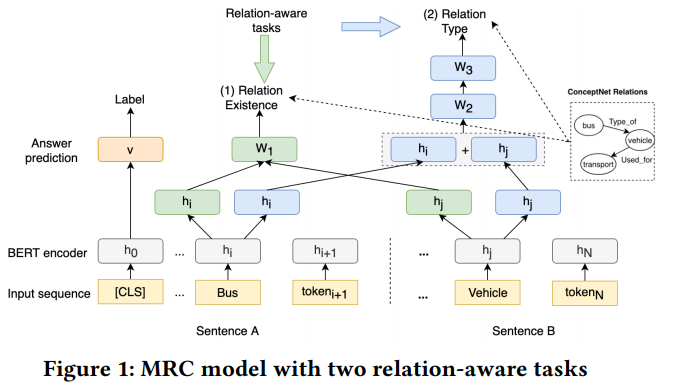 Relation-aware
tasks
(2) Relation
Type
W3
(1) Relation
Existence
W2
ConceptNet Relations
bus
Type_of
vehicle
transport
Used_for
Label
Answer
prediction
v
W1
hi + hj
hi hi hj hj
BERT encoder h0 ... hi hi+1 ... hj hN
Input sequence [CLS] ... Bus tokeni+1 ... Vehicle tokenN
Sentence A Sentence B
Figure 1: MRC model with two relation-aware tasks